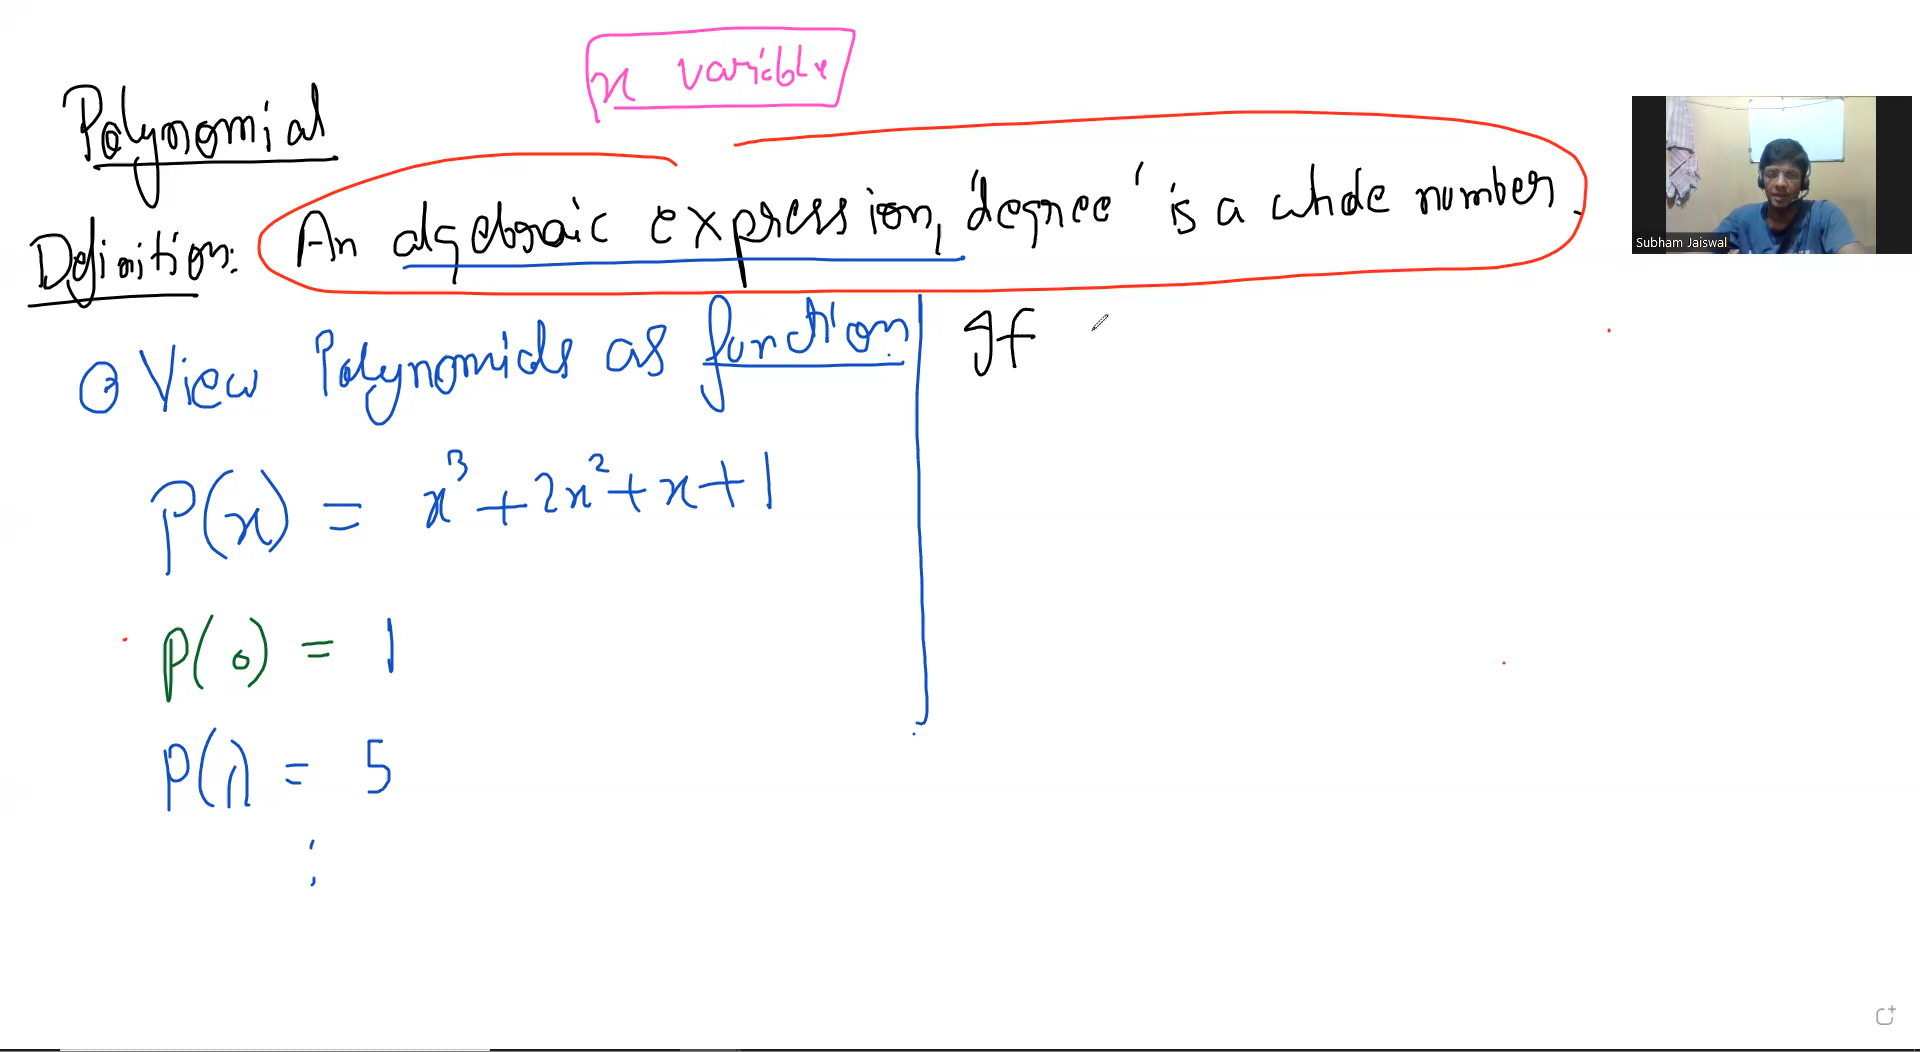 x variable
Polynomial
Definition: An algebraic expression, 'degree' is a whole number.
View Polynomials as function
If
P(x) = x³ + 2x² + x + 1
P(0) = 1
P(1) = 5
⋮
Subham Jaiswal